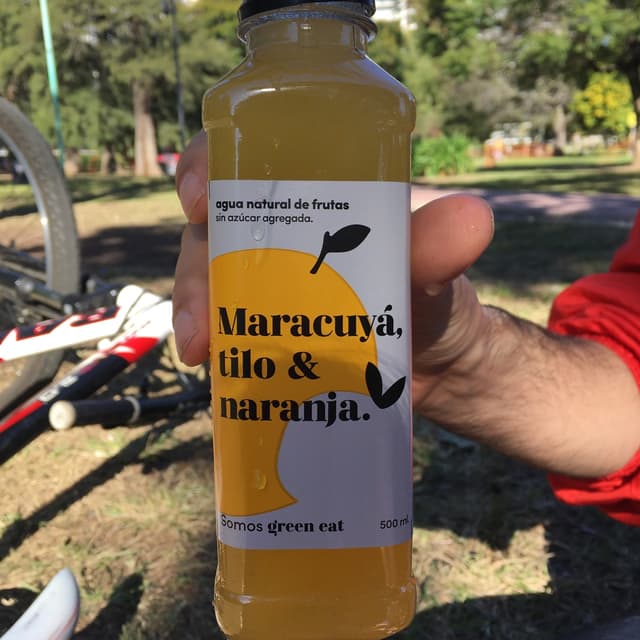 agua natural de frutas
sin azúcar agregada.
Maracuyá,
tilo &
naranja.
Somos green eat
500 ml